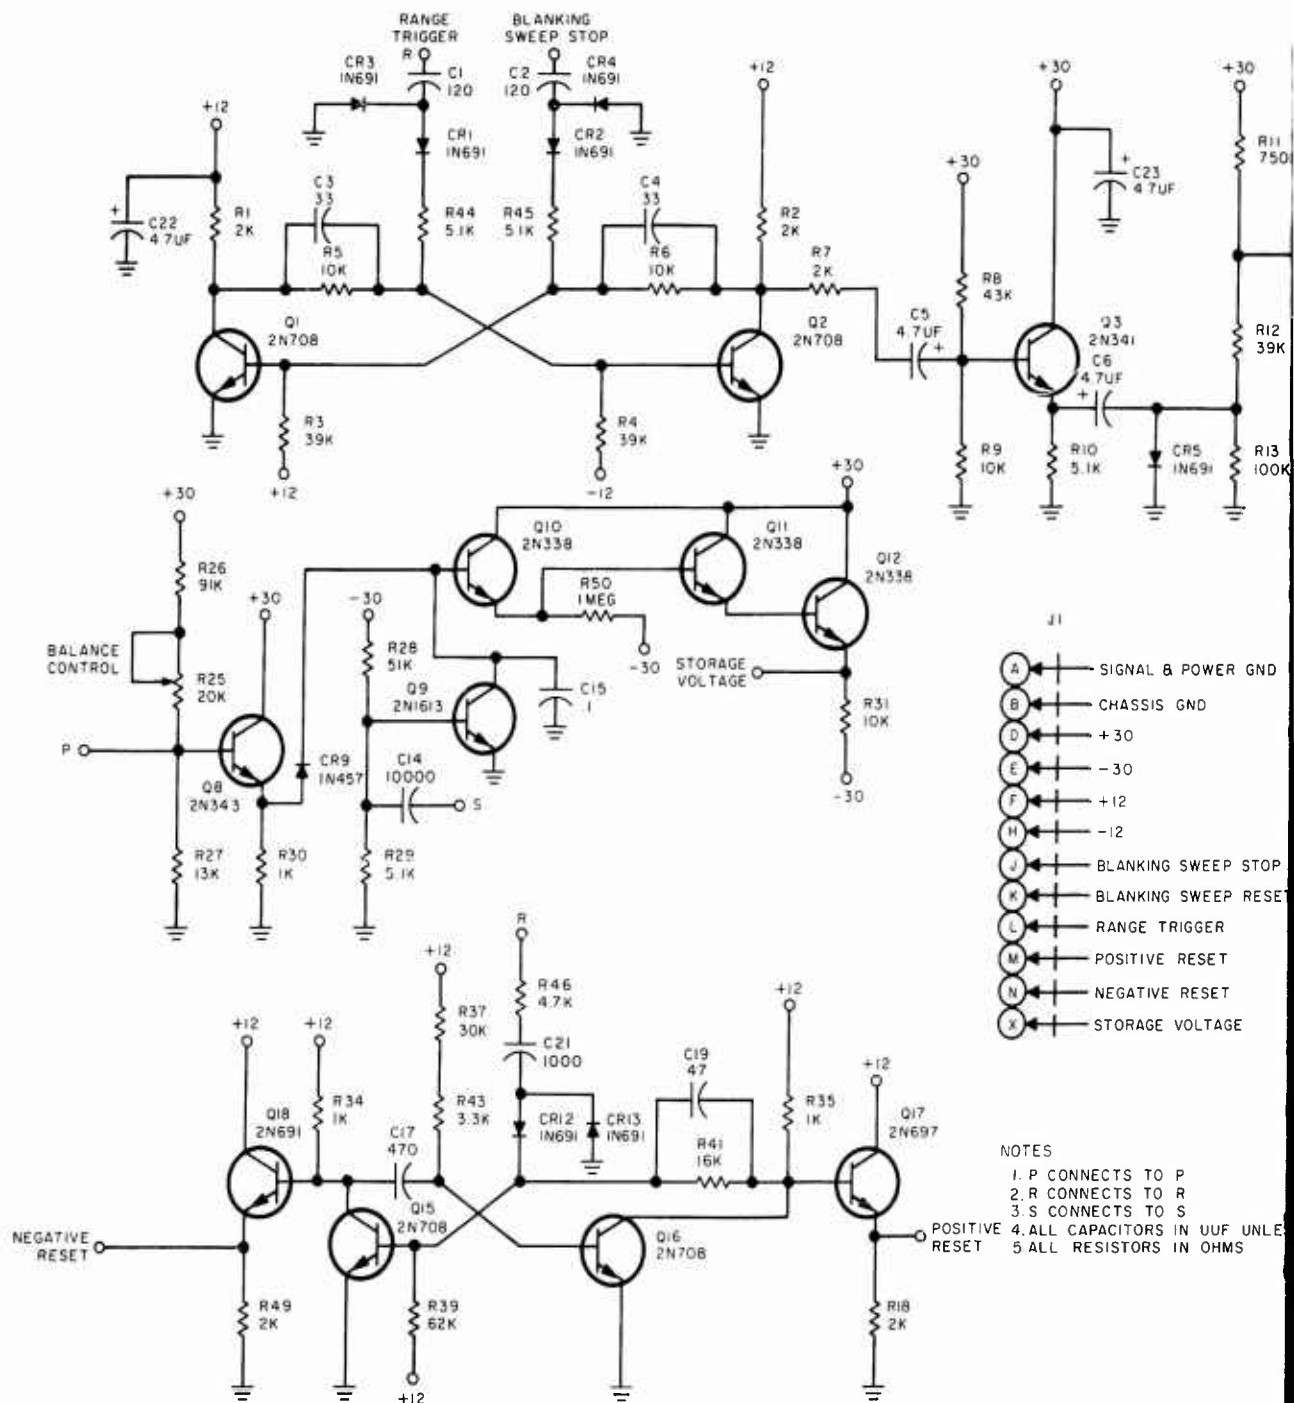 RANGE
TRIGGER
R
BLANKING
SWEEP STOP
CR3
IN691
C1
120
C2
120
CR4
IN691
+12
+12
+30
+30
CR1
IN691
CR2
IN691
R11
750
+
C22
4.7UF
R1
2K
C3
33
R5
10K
R44
5.1K
R45
5.1K
C4
33
R6
10K
R2
2K
R7
2K
+30
+
C23
4.7UF
R8
43K
Q1
2N708
Q2
2N708
C5
4.7UF
+
Q3
2N341
C6
4.7UF
+
R12
39K
R3
39K
+12
R4
39K
-12
R9
10K
R10
5.1K
CR5
IN691
R13
100K
+30
R26
91K
BALANCE
CONTROL
R25
20K
+30
P
Q8
2N343
R27
13K
R30
1K
CR9
IN457
-30
R28
51K
Q9
2N1613
C14
10000
S
R29
5.1K
Q10
2N338
R50
1MEG
-30
Q11
2N338
+30
Q12
2N338
C15
.1
STORAGE
VOLTAGE
R31
10K
-30
J1
A SIGNAL & POWER GND
B CHASSIS GND
D +30
E -30
F +12
H -12
J BLANKING SWEEP STOP
K BLANKING SWEEP RESET
L RANGE TRIGGER
M POSITIVE RESET
N NEGATIVE RESET
X STORAGE VOLTAGE
+12
+12
+12
R37
30K
R
R46
4.7K
C21
1000
+12
+12
Q18
2N691
R34
1K
C17
470
R43
3.3K
CR12
IN691
CR13
IN691
C19
47
R41
16K
R35
1K
Q17
2N697
NEGATIVE
RESET
R49
2K
Q15
2N708
R39
62K
+12
Q16
2N708
POSITIVE
RESET
R18
2K
NOTES
1. P CONNECTS TO P
2. R CONNECTS TO R
3. S CONNECTS TO S
4. ALL CAPACITORS IN UUF UNLE
5 ALL RESISTORS IN OHMS